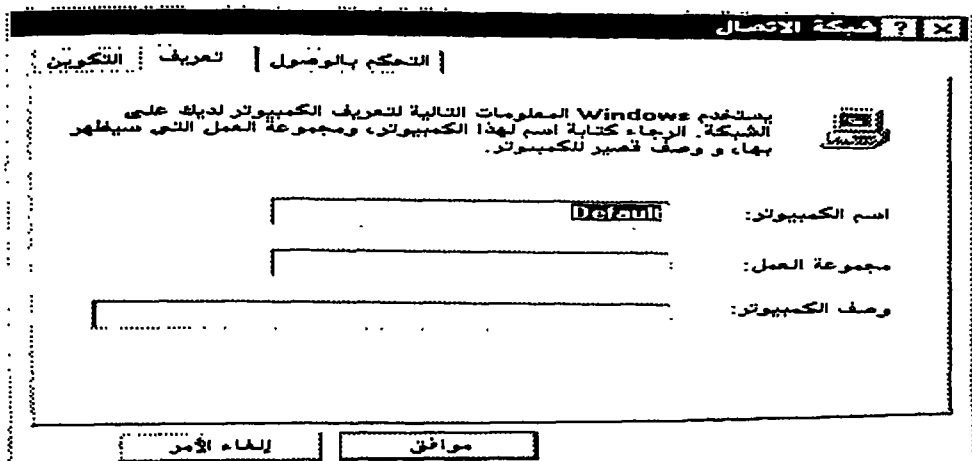 شبكة الاتصال
التكوين تعريف التحكم بالوصول
يستخدم Windows المعلومات التالية لتعريف الكمبيوتر لديك على
الشبكة. الرجاء كتابة اسم لهذا الكمبيوتر، ومجموعة العمل التي سيظهر
بها، و وصف قصير للكمبيوتر.
اسم الكمبيوتر: Default
مجموعة العمل:
وصف الكمبيوتر:
موافق إلغاء الأمر